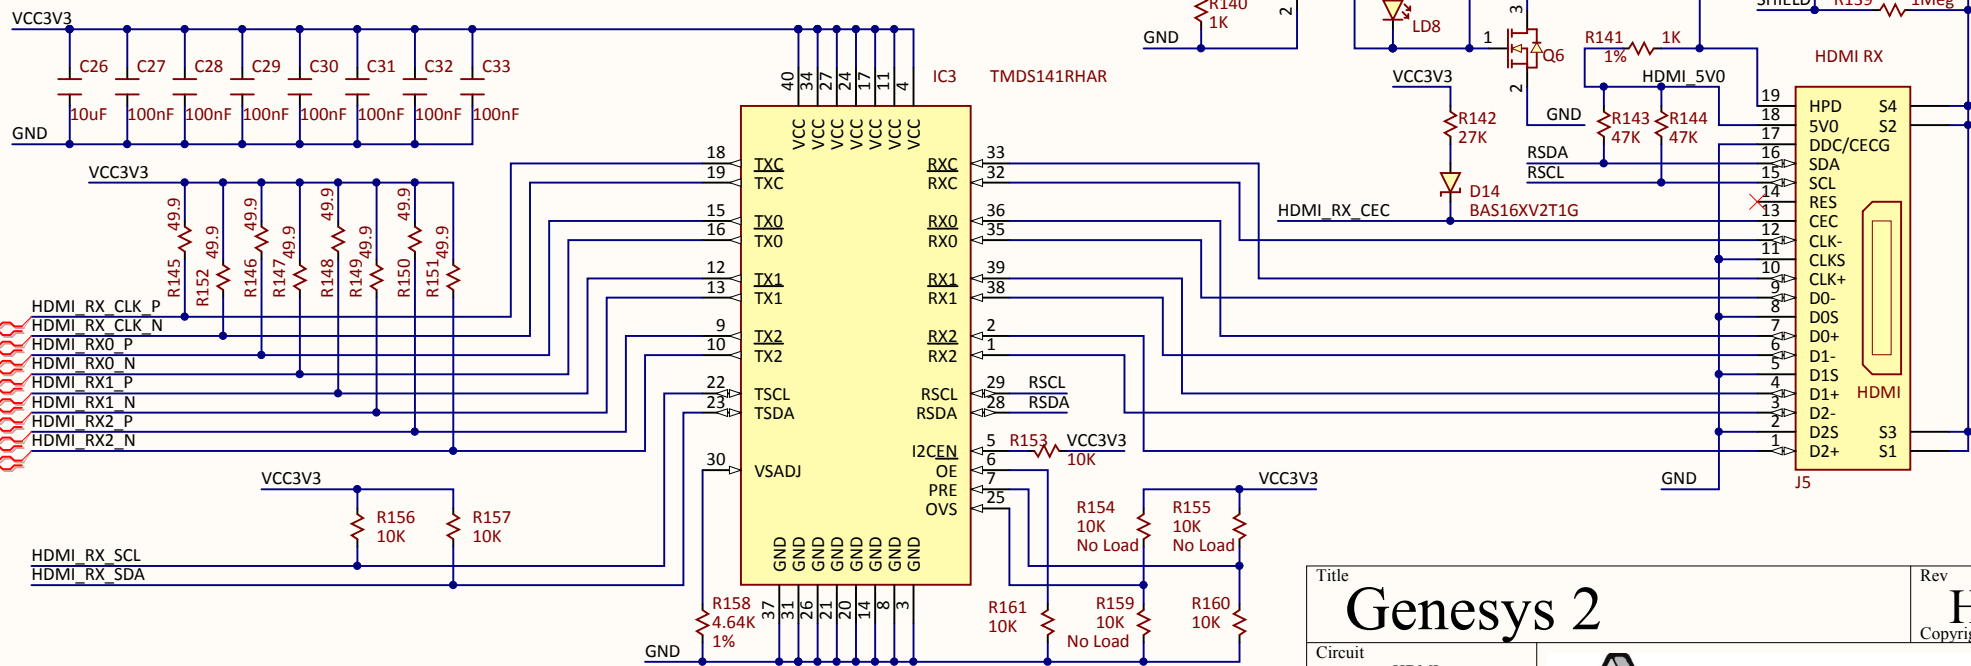 VCC3V3
C26 C27 C28 C29 C30 C31 C32 C33
10uF 100nF 100nF 100nF 100nF 100nF 100nF 100nF
GND
VCC3V3
49.9 49.9 49.9 49.9 49.9 49.9 49.9 49.9
R145 R152 R146 R147 R148 R149 R150 R151
HDMI_RX_CLK_P
HDMI_RX_CLK_N
HDMI_RX0_P
HDMI_RX0_N
HDMI_RX1_P
HDMI_RX1_N
HDMI_RX2_P
HDMI_RX2_N
VCC3V3
R156 R157
10K 10K
HDMI_RX_SCL
HDMI_RX_SDA
IC3 TMDS141RHAR
40 34 27 24 17 11 4
VCC VCC VCC VCC VCC VCC VCC
18 TXC RXC 33
19 TXC RXC 32
15 TX0 RX0 36
16 TX0 RX0 35
12 TX1 RX1 39
13 TX1 RX1 38
9 TX2 RX2 2
10 TX2 RX2 1
22 TSCL RSCL 29 RSCL
23 TSDA RSDA 28 RSDA
I2CEN 5 R153 VCC3V3
10K
30 VSADJ OE 6
PRE 7
OVS 25
GND GND GND GND GND GND GND GND
37 31 26 21 20 14 8 3
R158
4.64K
1%
GND
VCC3V3
R154 R155
10K 10K
No Load No Load
R161 R159 R160
10K 10K 10K
No Load
R140
1K
2
GND
LD8
3
1
Q6
2
GND
VCC3V3
R142
27K
D14
BAS16XV2T1G
HDMI_RX_CEC
R141 1K
1%
HDMI_5V0
R143 R144
47K 47K
RSDA
RSCL
SHIELD R139 1Meg
HDMI RX
19 HPD S4
18 5V0 S2
17 DDC/CECG
16 SDA
15 SCL
14 RES
13 CEC
12 CLK-
11 CLKS
10 CLK+
9 D0-
8 D0S
7 D0+
6 D1-
5 D1S
4 D1+ HDMI
3 D2-
2 D2S S3
1 D2+ S1
GND
J5
Title Rev
Genesys 2
Circuit